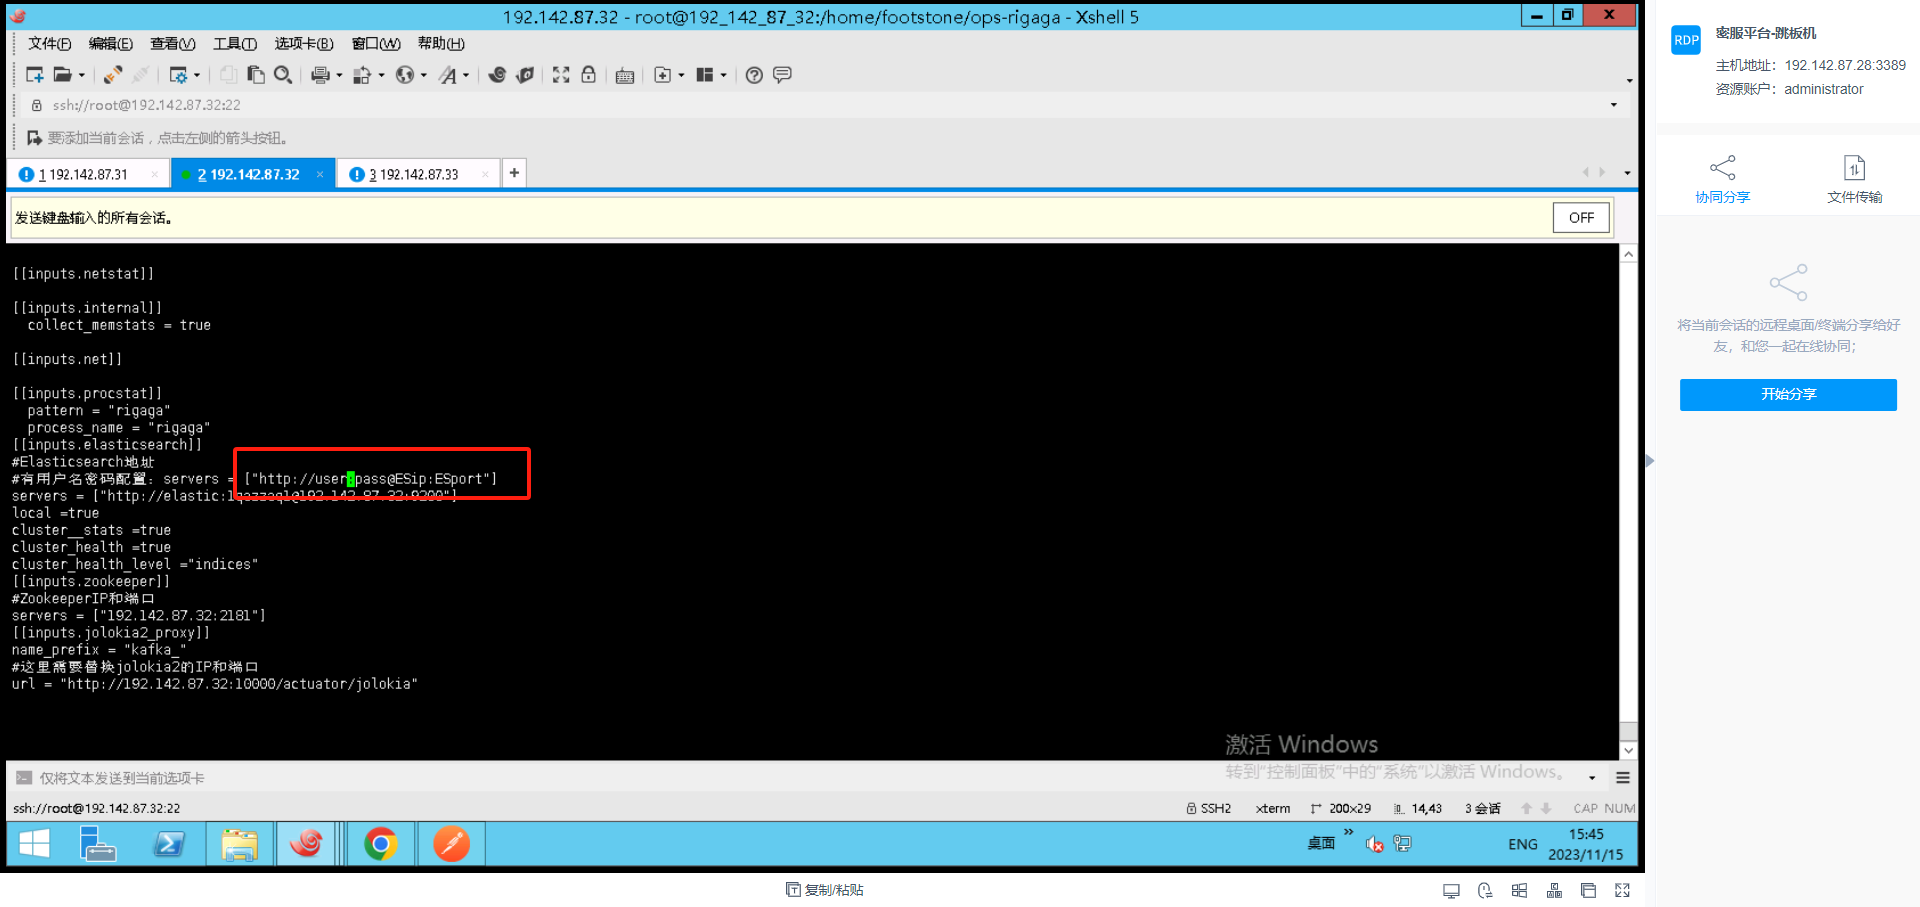 192.142.87.32 - root@192_142_87_32:/home/footstone/ops-rigaga - Xshell 5
文件(F) 编辑(E) 查看(V) 工具(T) 选项卡(B) 窗口(W) 帮助(H)
ssh://root@192.142.87.32:22
要添加当前会话，点击左侧的箭头按钮。
1 192.142.87.31 × 2 192.142.87.32 × 3 192.142.87.33 × +
发送键盘输入的所有会话。 OFF
[[inputs.netstat]]
[[inputs.internal]]
collect_memstats = true
[[inputs.net]]
[[inputs.procstat]]
pattern = "rigaga"
process_name = "rigaga"
[[inputs.elasticsearch]]
#Elasticsearch地址
#有用户名密码配置：servers = ["http://user:pass@ESip:ESport"]
local =true
cluster__stats =true
cluster_health =true
cluster_health_level ="indices"
[[inputs.zookeeper]]
#ZookeeperIP和端口
servers = ["192.142.87.32:2181"]
[[inputs.jolokia2_proxy]]
name_prefix = "kafka_"
#这里需要替换jolokia2的IP和端口
url = "http://192.142.87.32:10000/actuator/jolokia"
激活 Windows
转到"控制面板"中的"系统"以激活 Windows。
仅将文本发送到当前选项卡
ssh://root@192.142.87.32:22 SSH2 xterm 200x29 14,43 3 会话 CAP NUM
桌面 » ENG 15:45
2023/11/15
复制/粘贴
RDP 密服平台-跳板机
主机地址： 192.142.87.28:3389
资源账户： administrator
协同分享 文件传输
将当前会话的远程桌面/终端分享给好
友，和您一起在线协同；
开始分享